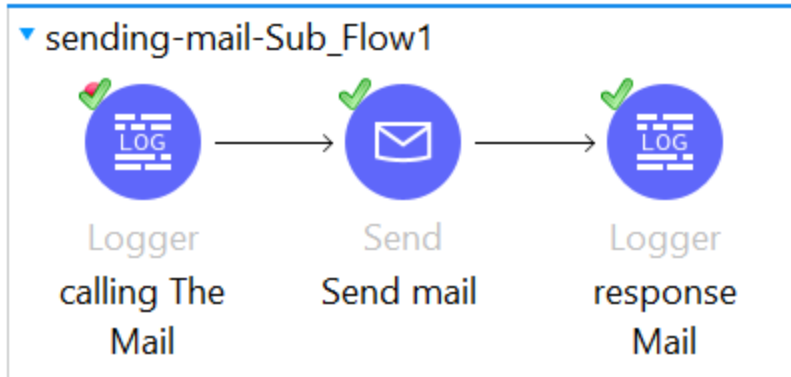 sending-mail-Sub_Flow1
LOG
LOG
Logger
Send
Logger
calling The
Mail
Send mail
response
Mail